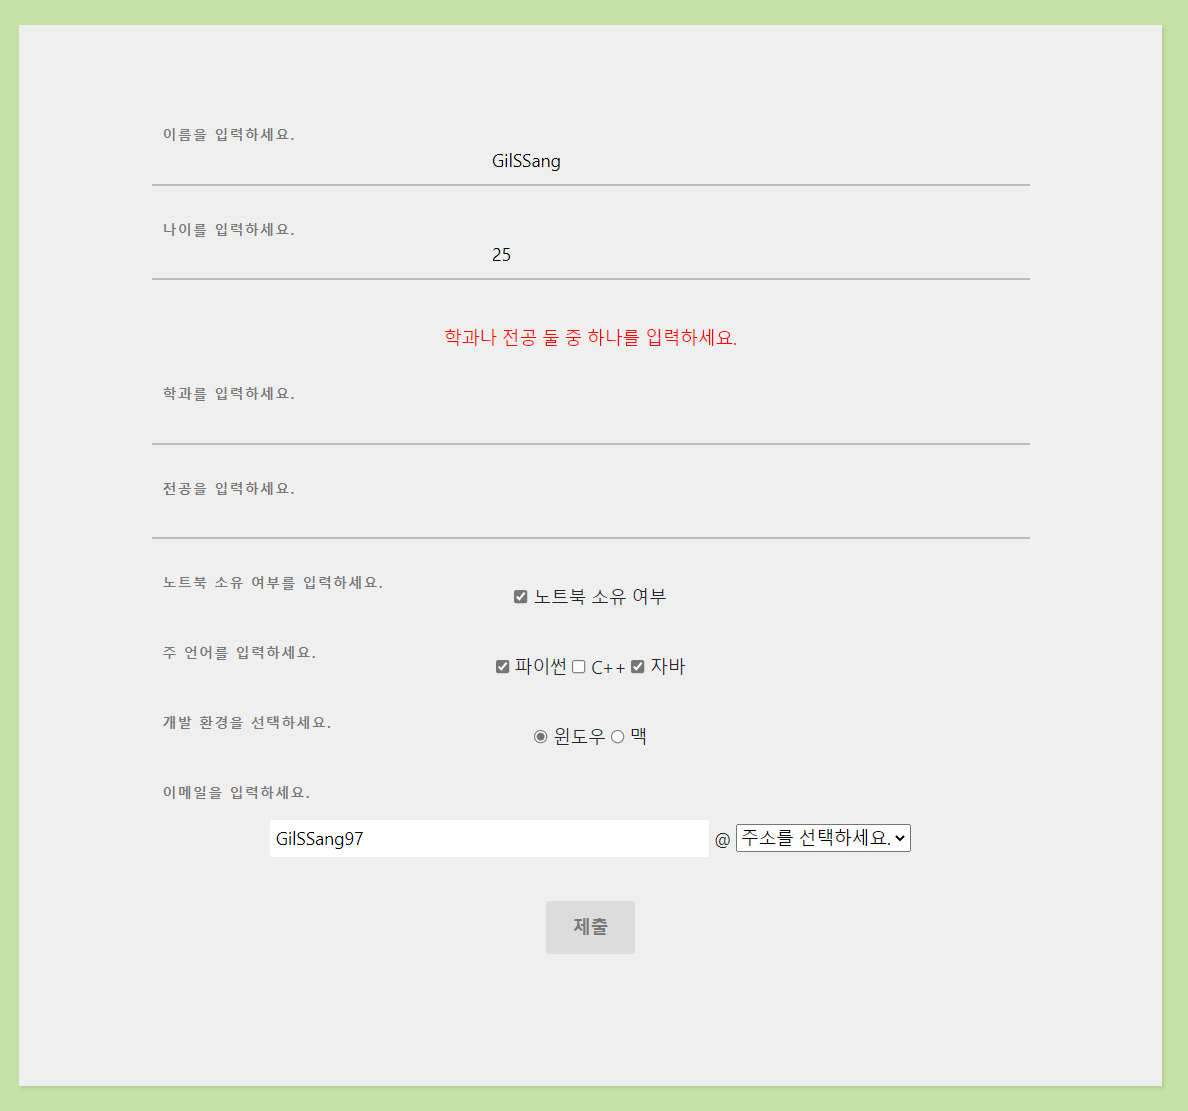 이름을 입력하세요.
GilSSang
나이를 입력하세요.
25
학과나 전공 둘 중 하나를 입력하세요.
학과를 입력하세요.
전공을 입력하세요.
노트북 소유 여부를 입력하세요.
노트북 소유 여부
주 언어를 입력하세요.
파이썬 C++ 자바
개발 환경을 선택하세요.
윈도우 맥
이메일을 입력하세요.
GilSSang97 @ 주소를 선택하세요.
제출